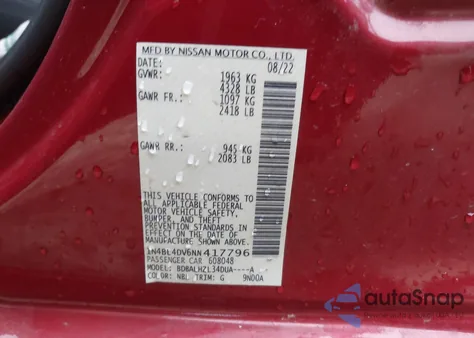 MFD BY NISSAN MOTOR CO., LTD.
DATE: 08/22
GVWR: 1963 KG
4328 LB
GAWR FR.: 1097 KG
2418 LB
GAWR RR.: 945 KG
2083 LB
THIS VEHICLE CONFORMS TO
ALL APPLICABLE FEDERAL
MOTOR VEHICLE SAFETY,
BUMPER, AND THEFT
PREVENTION STANDARDS IN
EFFECT ON THE DATE OF
MANUFACTURE SHOWN ABOVE.
1N4BL4DV6NN417796
PASSENGER CAR 608048
MODEL: BDBALHZL34DUA----A
COLOR: NBL TRIM: G 9N00A
autoSnap